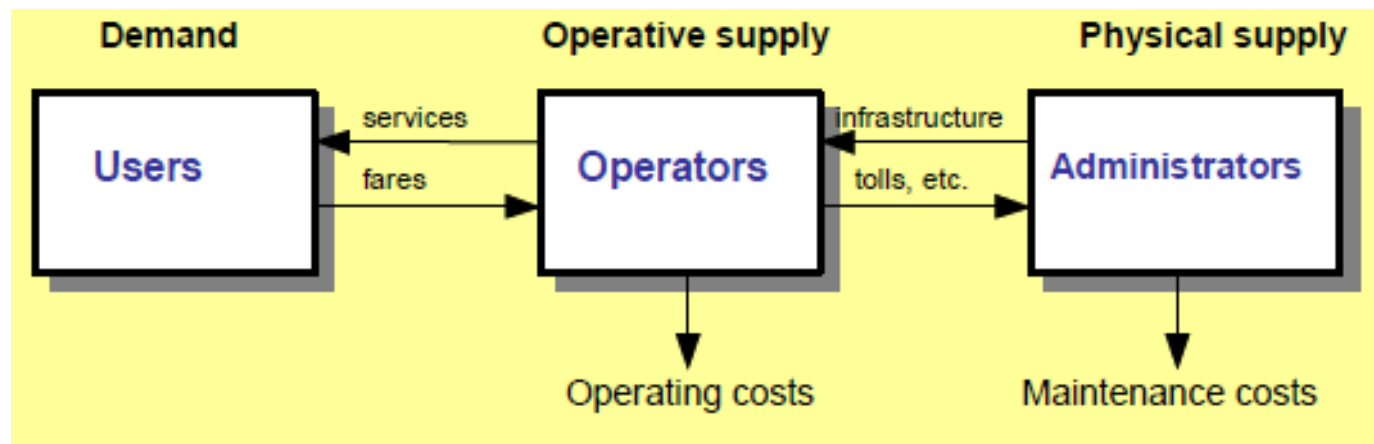 Demand
Operative supply
Physical supply
services
infrastructure
Users
Operators
Administrators
fares
tolls, etc.
Operating costs
Maintenance costs